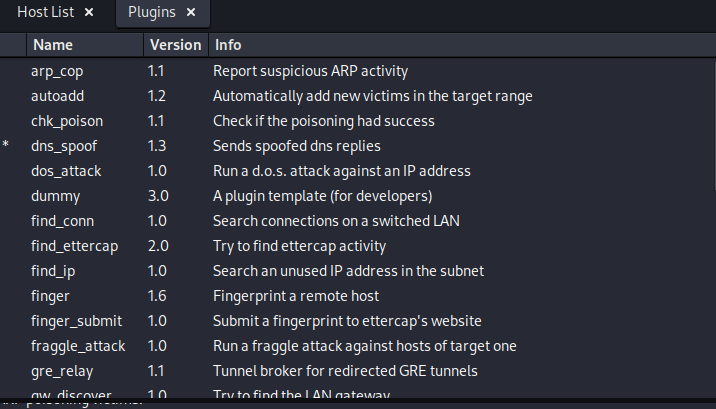 Host List × Plugins ×
Name Version Info
arp_cop 1.1 Report suspicious ARP activity
autoadd 1.2 Automatically add new victims in the target range
chk_poison 1.1 Check if the poisoning had success
* dns_spoof 1.3 Sends spoofed dns replies
dos_attack 1.0 Run a d.o.s. attack against an IP address
dummy 3.0 A plugin template (for developers)
find_conn 1.0 Search connections on a switched LAN
find_ettercap 2.0 Try to find ettercap activity
find_ip 1.0 Search an unused IP address in the subnet
finger 1.6 Fingerprint a remote host
finger_submit 1.0 Submit a fingerprint to ettercap's website
fraggle_attack 1.0 Run a fraggle attack against hosts of target one
gre_relay 1.1 Tunnel broker for redirected GRE tunnels
gw_discover 1.0 Try to find the LAN gateway
ARP poisoning victims: